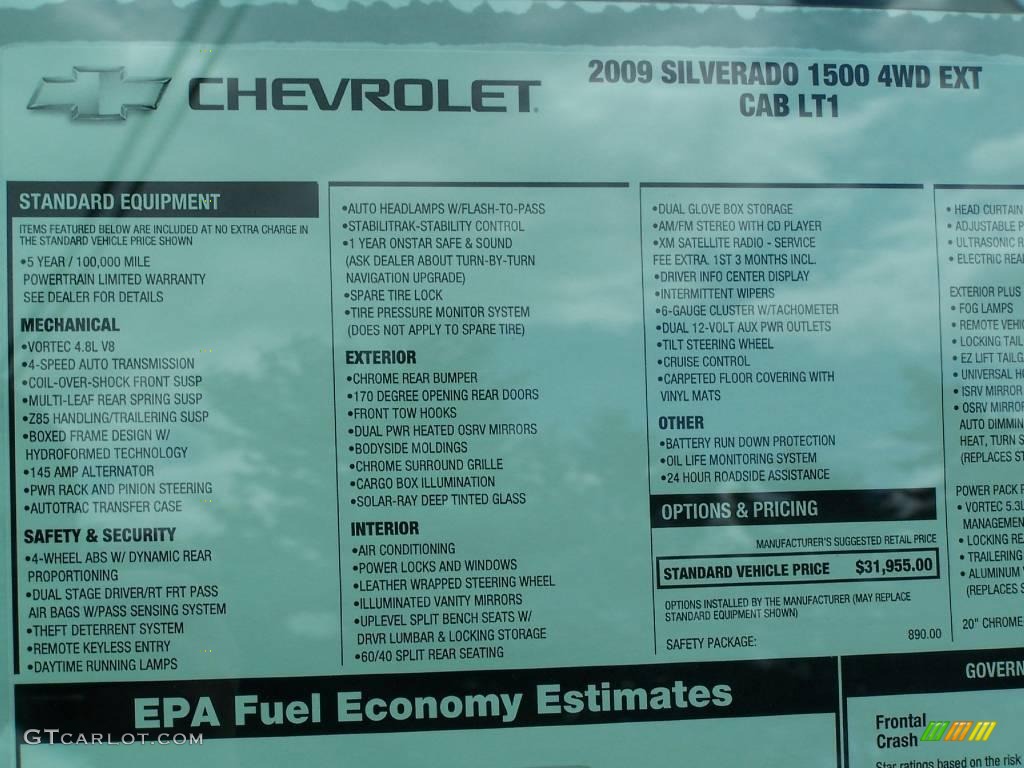 CHEVROLET
2009 SILVERADO 1500 4WD EXT
CAB LT1
STANDARD EQUIPMENT
ITEMS FEATURED BELOW ARE INCLUDED AT NO EXTRA CHARGE IN
THE STANDARD VEHICLE PRICE SHOWN
•5 YEAR / 100,000 MILE
POWERTRAIN LIMITED WARRANTY
SEE DEALER FOR DETAILS
MECHANICAL
•VORTEC 4.8L V8
•4-SPEED AUTO TRANSMISSION
•COIL-OVER-SHOCK FRONT SUSP
•MULTI-LEAF REAR SPRING SUSP
•Z85 HANDLING/TRAILERING SUSP
•BOXED FRAME DESIGN W/
HYDROFORMED TECHNOLOGY
•145 AMP ALTERNATOR
•PWR RACK AND PINION STEERING
•AUTOTRAC TRANSFER CASE
SAFETY & SECURITY
•4-WHEEL ABS W/ DYNAMIC REAR
PROPORTIONING
•DUAL STAGE DRIVER/RT FRT PASS
AIR BAGS W/PASS SENSING SYSTEM
•THEFT DETERRENT SYSTEM
•REMOTE KEYLESS ENTRY
•DAYTIME RUNNING LAMPS
•AUTO HEADLAMPS W/FLASH-TO-PASS
•STABILITRAK-STABILITY CONTROL
•1 YEAR ONSTAR SAFE & SOUND
(ASK DEALER ABOUT TURN-BY-TURN
NAVIGATION UPGRADE)
•SPARE TIRE LOCK
•TIRE PRESSURE MONITOR SYSTEM
(DOES NOT APPLY TO SPARE TIRE)
EXTERIOR
•CHROME REAR BUMPER
•170 DEGREE OPENING REAR DOORS
•FRONT TOW HOOKS
•DUAL PWR HEATED OSRV MIRRORS
•BODYSIDE MOLDINGS
•CHROME SURROUND GRILLE
•CARGO BOX ILLUMINATION
•SOLAR-RAY DEEP TINTED GLASS
INTERIOR
•AIR CONDITIONING
•POWER LOCKS AND WINDOWS
•LEATHER WRAPPED STEERING WHEEL
•ILLUMINATED VANITY MIRRORS
•UPLEVEL SPLIT BENCH SEATS W/
DRVR LUMBAR & LOCKING STORAGE
•60/40 SPLIT REAR SEATING
•DUAL GLOVE BOX STORAGE
•AM/FM STEREO WITH CD PLAYER
•XM SATELLITE RADIO - SERVICE
FEE EXTRA. 1ST 3 MONTHS INCL.
•DRIVER INFO CENTER DISPLAY
•INTERMITTENT WIPERS
•6-GAUGE CLUSTER W/TACHOMETER
•DUAL 12-VOLT AUX PWR OUTLETS
•TILT STEERING WHEEL
•CRUISE CONTROL
•CARPETED FLOOR COVERING WITH
VINYL MATS
OTHER
•BATTERY RUN DOWN PROTECTION
•OIL LIFE MONITORING SYSTEM
•24 HOUR ROADSIDE ASSISTANCE
OPTIONS & PRICING
MANUFACTURER'S SUGGESTED RETAIL PRICE
STANDARD VEHICLE PRICE $31,955.00
OPTIONS INSTALLED BY THE MANUFACTURER (MAY REPLACE
STANDARD EQUIPMENT SHOWN)
SAFETY PACKAGE: 890.00
• HEAD CURTAIN
• ADJUSTABLE P
• ULTRASONIC R
• ELECTRIC REA
EXTERIOR PLUS
• FOG LAMPS
• REMOTE VEHI
• LOCKING TAIL
• EZ LIFT TAILG
• UNIVERSAL HO
• ISRV MIRROR
• OSRV MIRROR
AUTO DIMMIN
HEAT, TURN S
(REPLACES ST
POWER PACK P
• VORTEC 5.3L
MANAGEMEN
• LOCKING RE
• TRAILERING
• ALUMINUM
(REPLACES S
20" CHROME
EPA Fuel Economy Estimates
GOVERN
Frontal
Crash
Star ratings based on the risk
GTCARLOT.COM